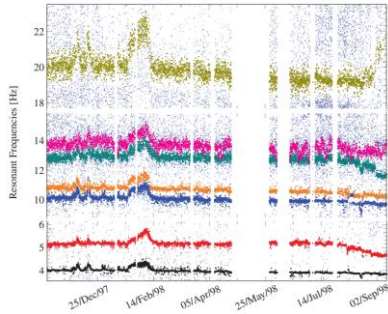 Resonant Frequencies [Hz]
22
20
18
14
12
10
6
5
4
25/Dec/97
14/Feb/98
05/Apr/98
25/May/98
14/Jul/98
02/Sep/98